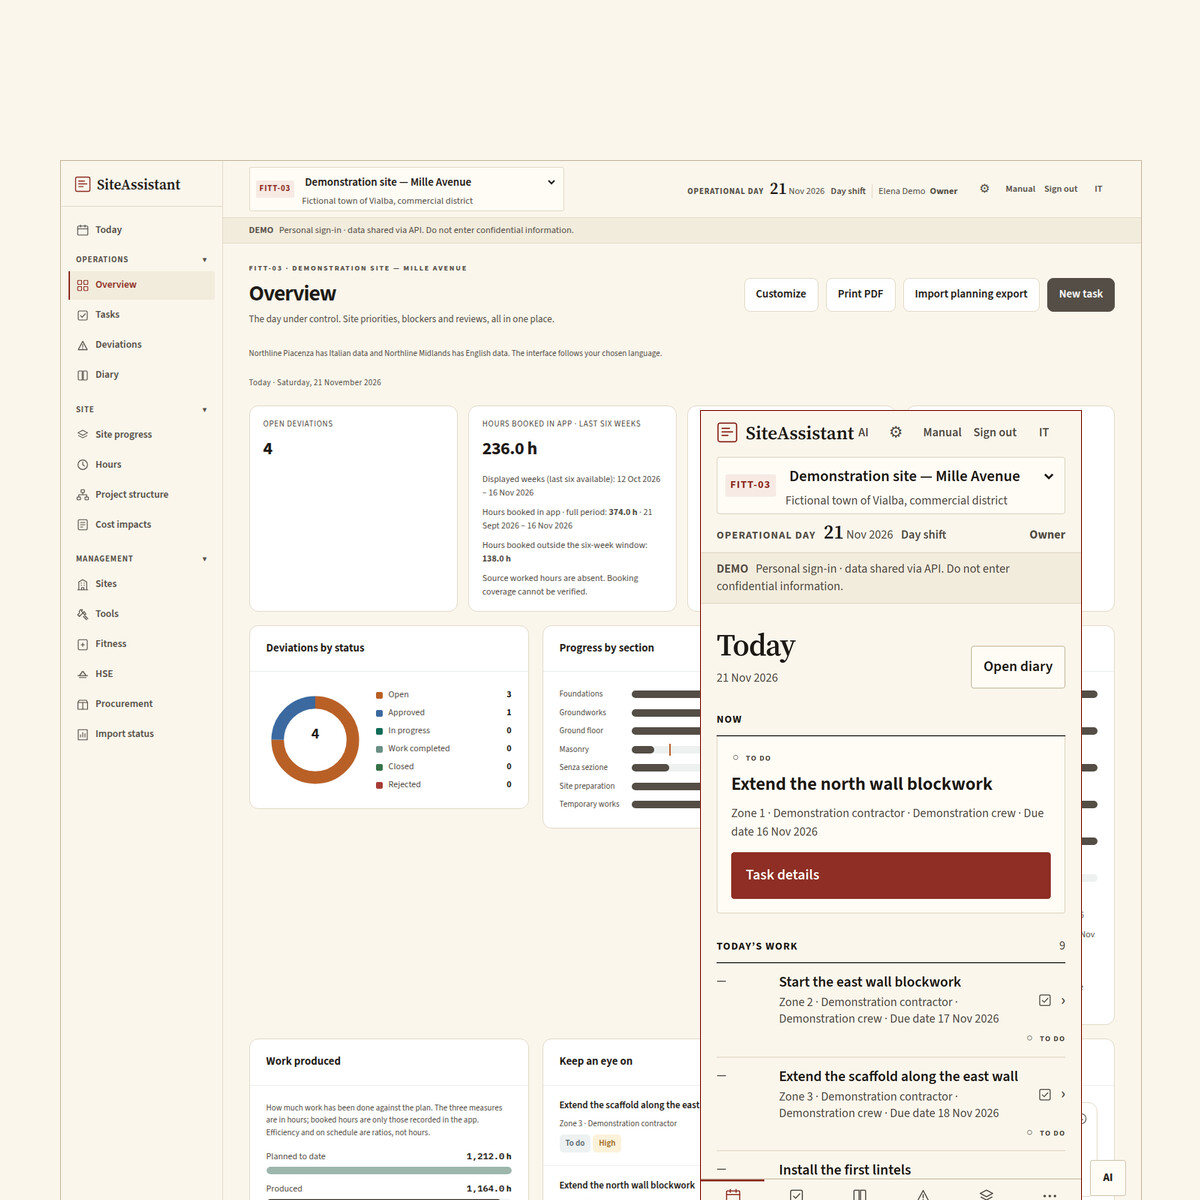 SiteAssistant
FITT-03
Demonstration site — Mille Avenue
Fictional town of Vialba, commercial district
OPERATIONAL DAY 21 Nov 2026 Day shift
Elena Demo Owner
Manual
Sign out
IT
DEMO Personal sign-in · data shared via API. Do not enter confidential information.
Today
OPERATIONS
Overview
Tasks
Deviations
Diary
SITE
Site progress
Hours
Project structure
Cost impacts
MANAGEMENT
Sites
Tools
Fitness
HSE
Procurement
Import status
FITT-03 · DEMONSTRATION SITE — MILLE AVENUE
Overview
The day under control. Site priorities, blockers and reviews, all in one place.
Customize
Print PDF
Import planning export
New task
Northline Piacenza has Italian data and Northline Midlands has English data. The interface follows your chosen language.
Today · Saturday, 21 November 2026
OPEN DEVIATIONS
4
HOURS BOOKED IN APP · LAST SIX WEEKS
236.0 h
Displayed weeks (last six available): 12 Oct 2026
– 16 Nov 2026
Hours booked in app · full period: 374.0 h · 21
Sept 2026 – 16 Nov 2026
Hours booked outside the six-week window:
138.0 h
Source worked hours are absent. Booking
coverage cannot be verified.
Deviations by status
4
Open 3
Approved 1
In progress 0
Work completed 0
Closed 0
Rejected 0
Progress by section
Foundations
Groundworks
Ground floor
Masonry
Senza sezione
Site preparation
Temporary works
Nov
Work produced
How much work has been done against the plan. The three measures
are in hours; booked hours are only those recorded in the app.
Efficiency and on schedule are ratios, not hours.
Planned to date 1,212.0 h
Produced 1,164.0 h
Keep an eye on
Extend the scaffold along the east
Zone 3 · Demonstration contractor
To do
High
Extend the north wall blockwork
SiteAssistant
AI
Manual
Sign out
IT
FITT-03
Demonstration site — Mille Avenue
Fictional town of Vialba, commercial district
OPERATIONAL DAY 21 Nov 2026 Day shift
Owner
DEMO Personal sign-in · data shared via API. Do not enter
confidential information.
Today
21 Nov 2026
Open diary
NOW
TO DO
Extend the north wall blockwork
Zone 1 · Demonstration contractor · Demonstration crew · Due
date 16 Nov 2026
Task details
TODAY'S WORK 9
— Start the east wall blockwork
Zone 2 · Demonstration contractor ·
Demonstration crew · Due date 17 Nov 2026
TO DO
— Extend the scaffold along the east wall
Zone 3 · Demonstration contractor ·
Demonstration crew · Due date 18 Nov 2026
TO DO
— Install the first lintels
AI